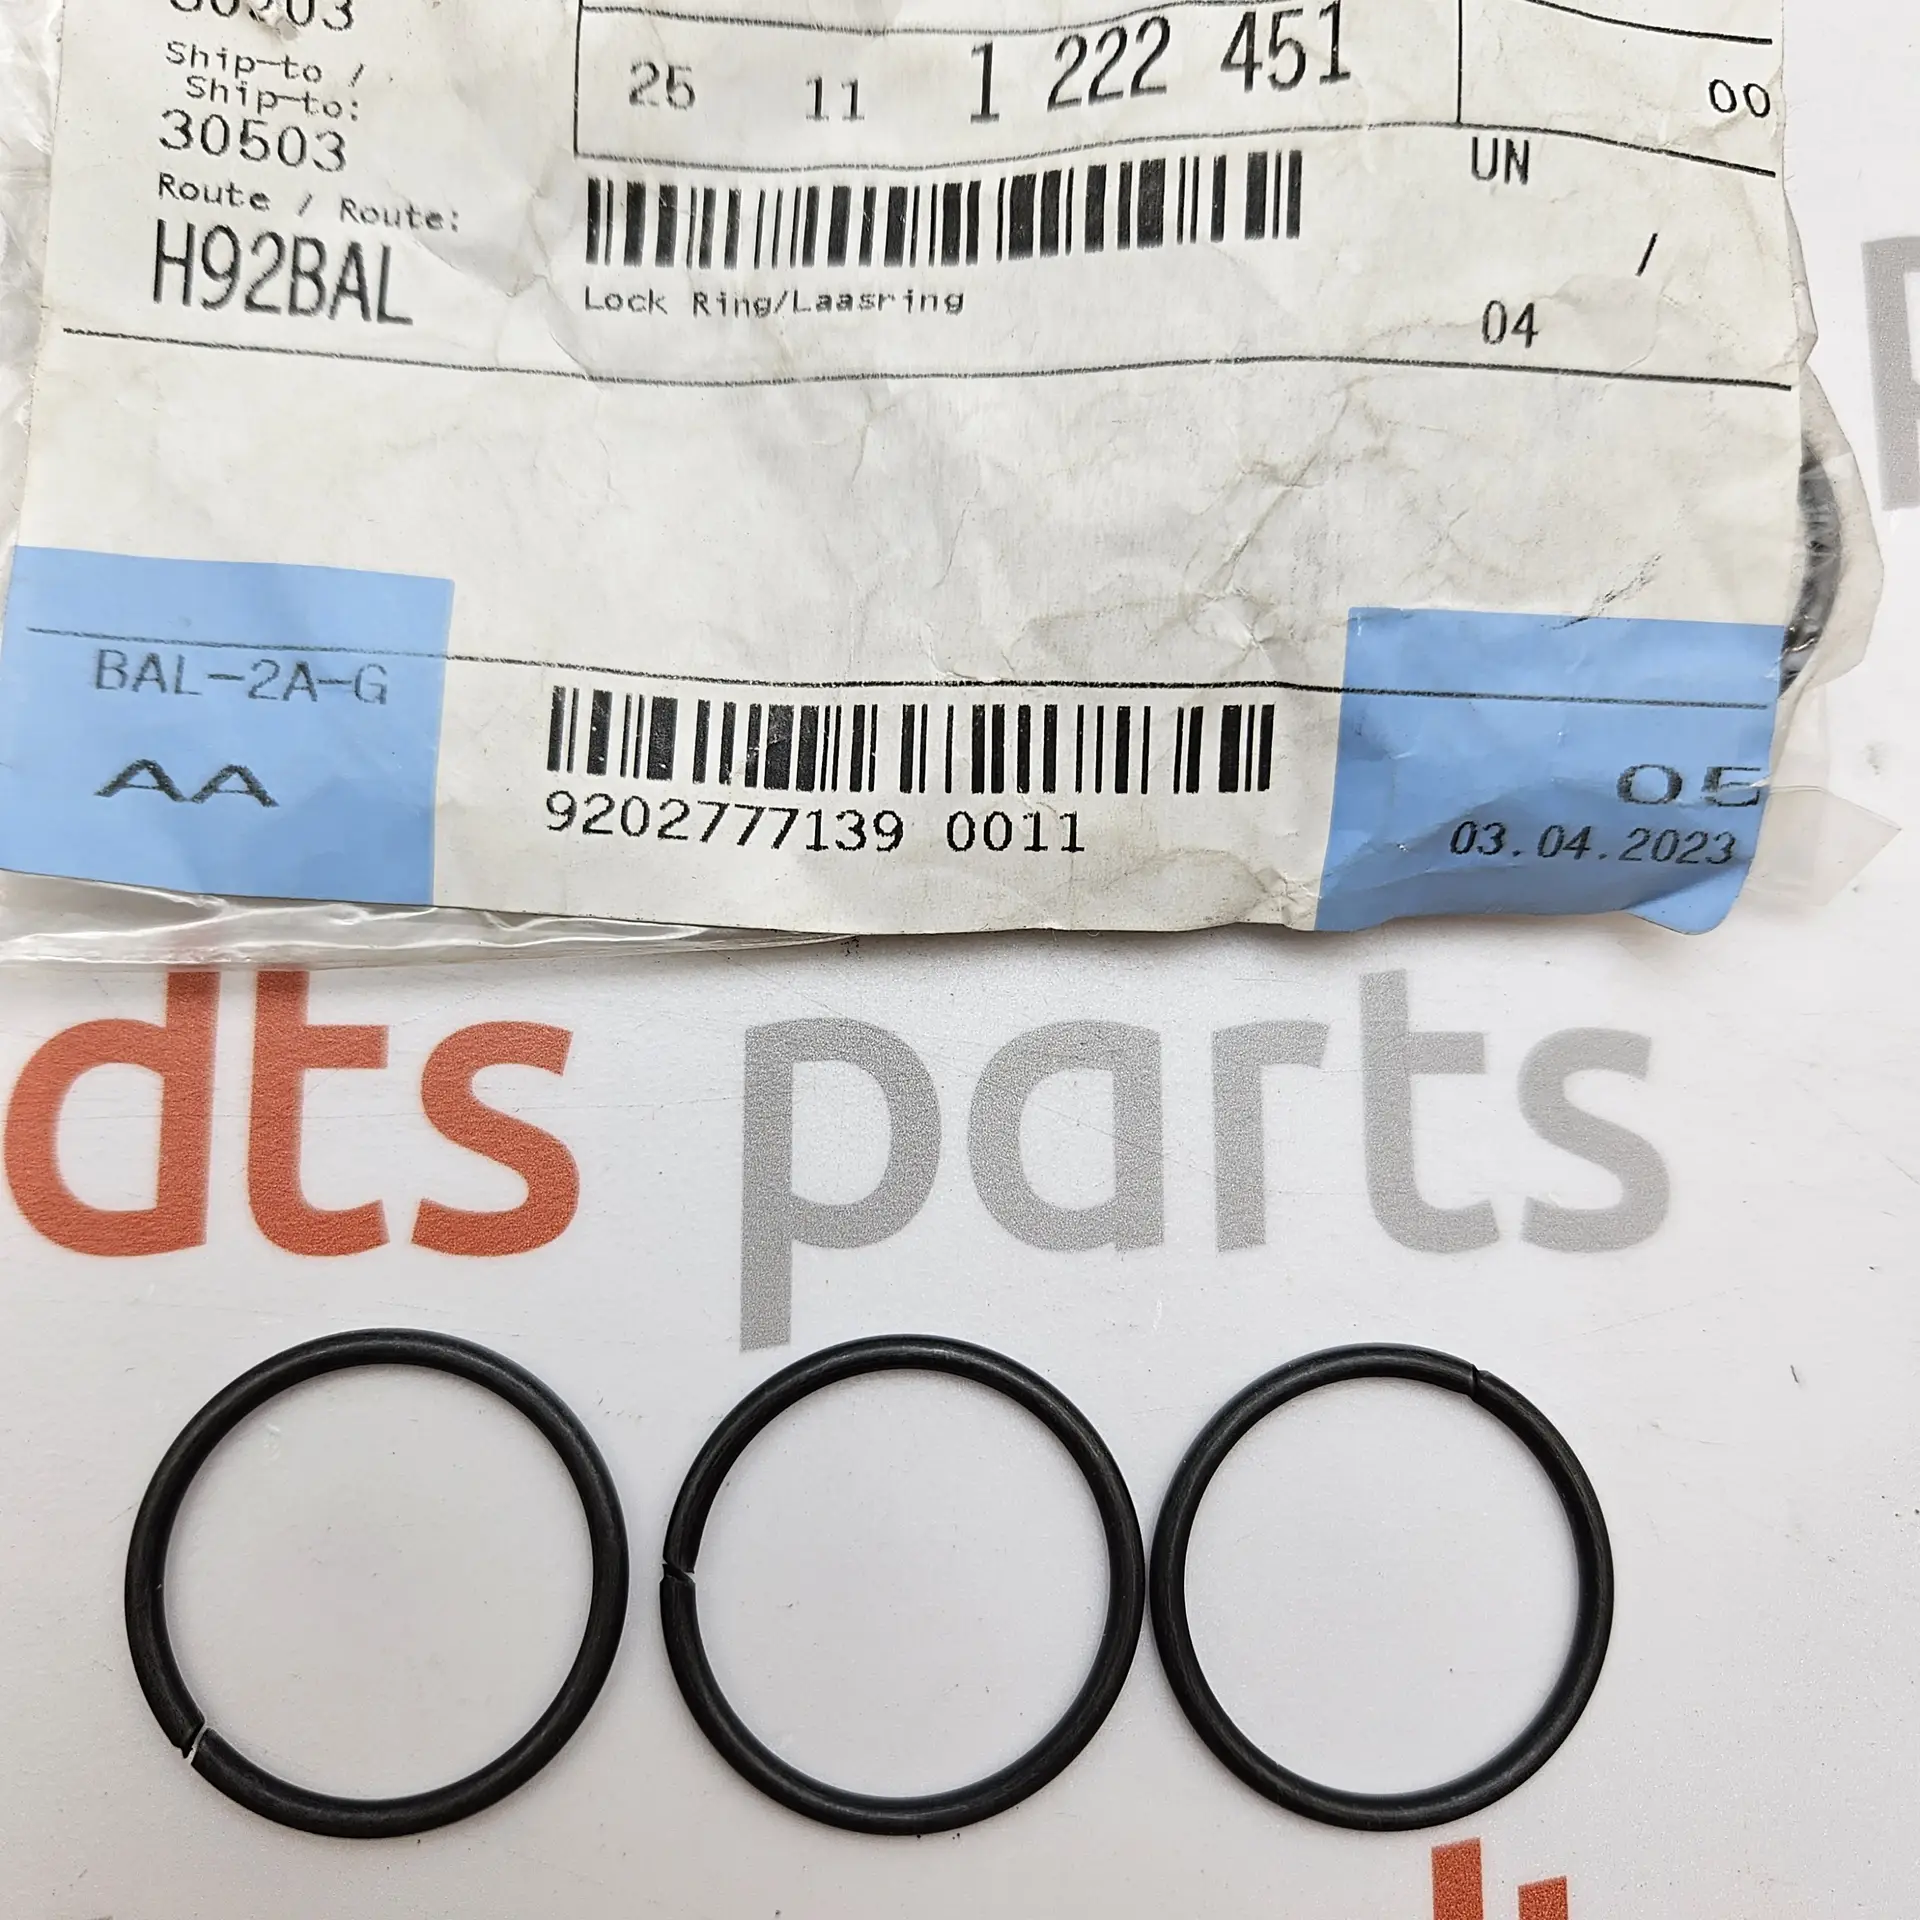 Ship-to /
Ship-to:
30503
Route / Route:
H92BAL
25 11 1 222 451
00
UN
/
Lock Ring/Laasring
04
BAL-2A-G
AA
9202777139 0011
05
03.04.2023
dts parts